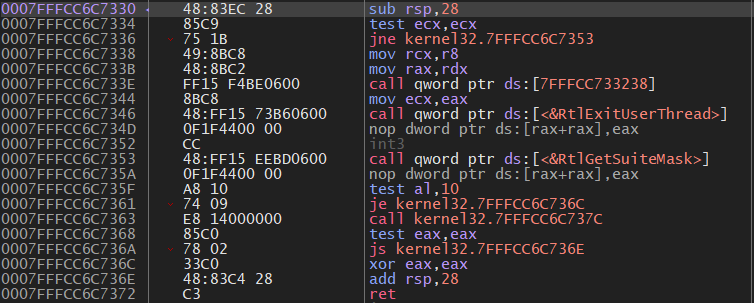 0007FFFCC6C7330 48:83EC 28 sub rsp,28
0007FFFCC6C7334 85C9 test ecx,ecx
0007FFFCC6C7336 75 1B jne kernel32.7FFFCC6C7353
0007FFFCC6C7338 49:8BC8 mov rcx,r8
0007FFFCC6C733B 48:8BC2 mov rax,rdx
0007FFFCC6C733E FF15 F4BE0600 call qword ptr ds:[7FFFCC733238]
0007FFFCC6C7344 8BC8 mov ecx,eax
0007FFFCC6C7346 48:FF15 73B60600 call qword ptr ds:[<&RtlExitUserThread>]
0007FFFCC6C734D 0F1F4400 00 nop dword ptr ds:[rax+rax],eax
0007FFFCC6C7352 CC int3
0007FFFCC6C7353 48:FF15 EEBD0600 call qword ptr ds:[<&RtlGetSuiteMask>]
0007FFFCC6C735A 0F1F4400 00 nop dword ptr ds:[rax+rax],eax
0007FFFCC6C735F A8 10 test al,10
0007FFFCC6C7361 74 09 je kernel32.7FFFCC6C736C
0007FFFCC6C7363 E8 14000000 call kernel32.7FFFCC6C737C
0007FFFCC6C7368 85C0 test eax,eax
0007FFFCC6C736A 78 02 js kernel32.7FFFCC6C736E
0007FFFCC6C736C 33C0 xor eax,eax
0007FFFCC6C736E 48:83C4 28 add rsp,28
0007FFFCC6C7372 C3 ret